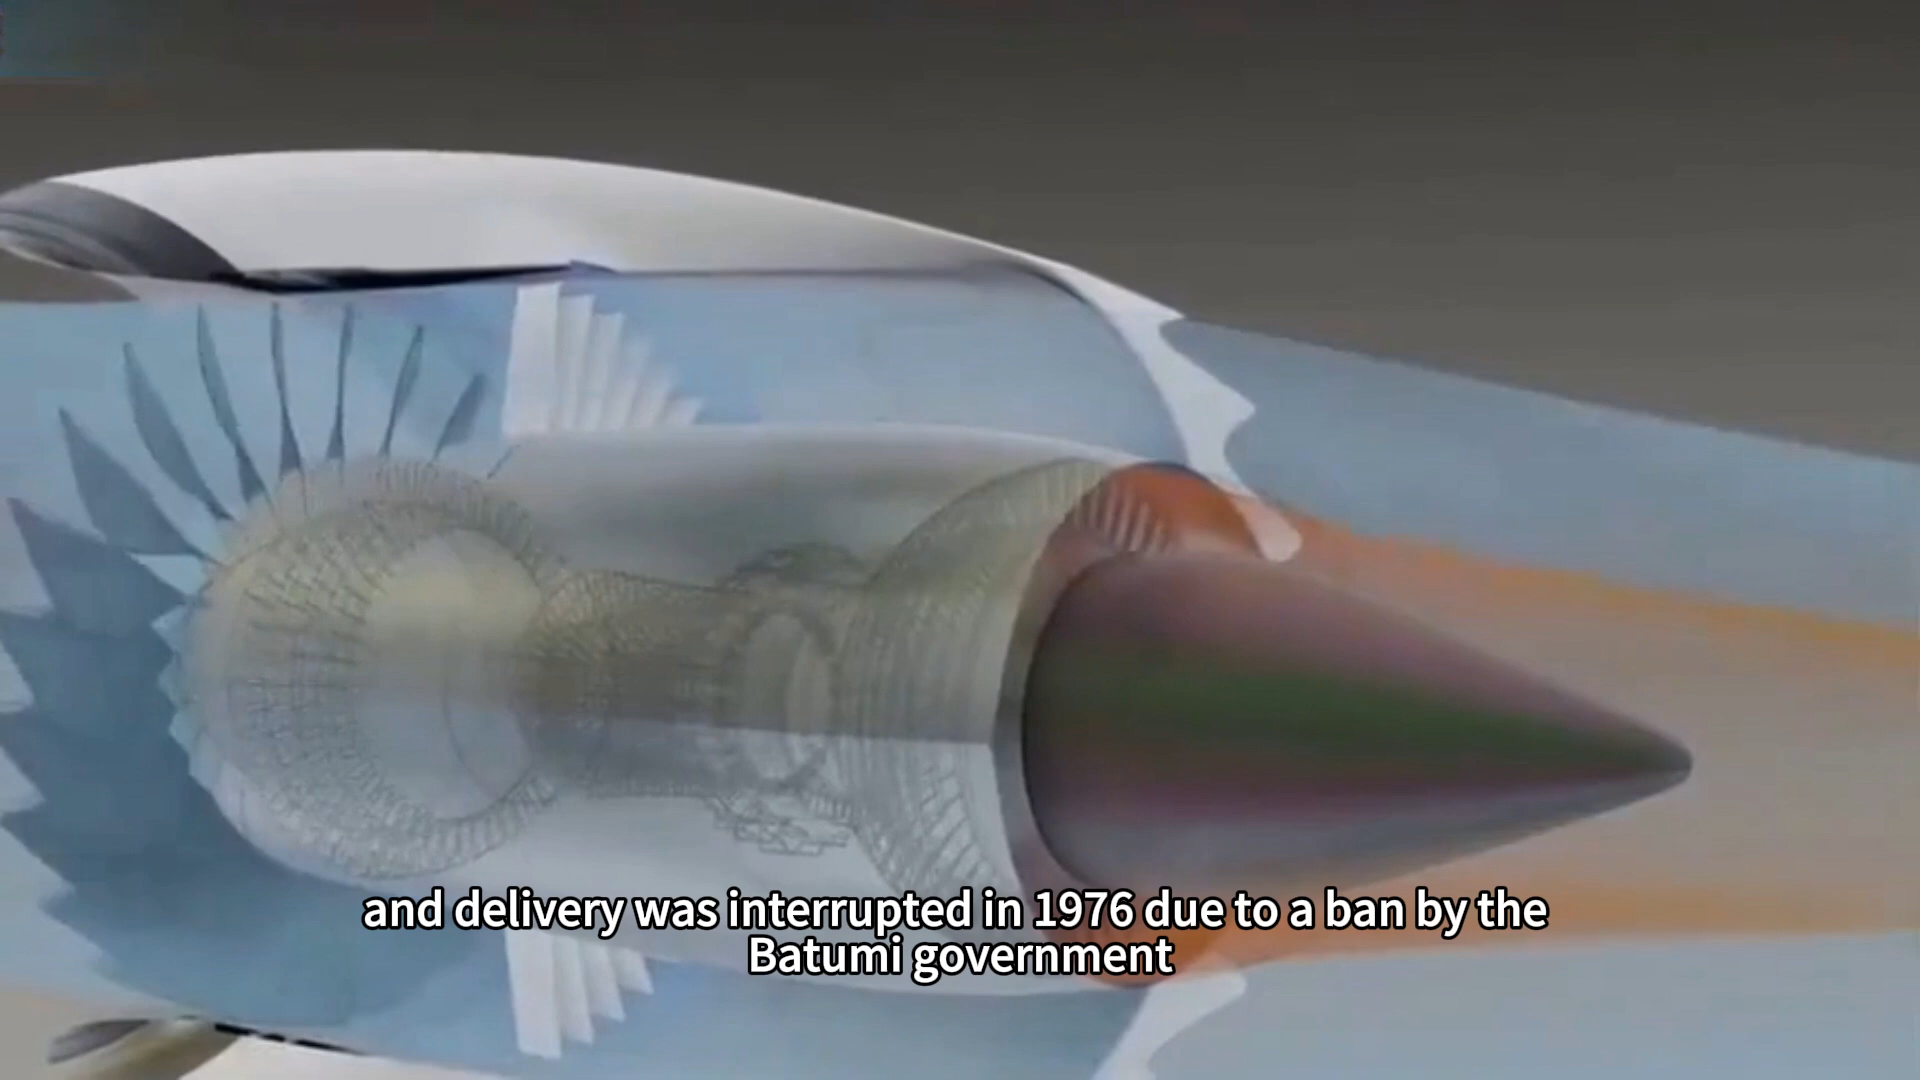 and delivery was interrupted in 1976 due to a ban by the
Batumi government